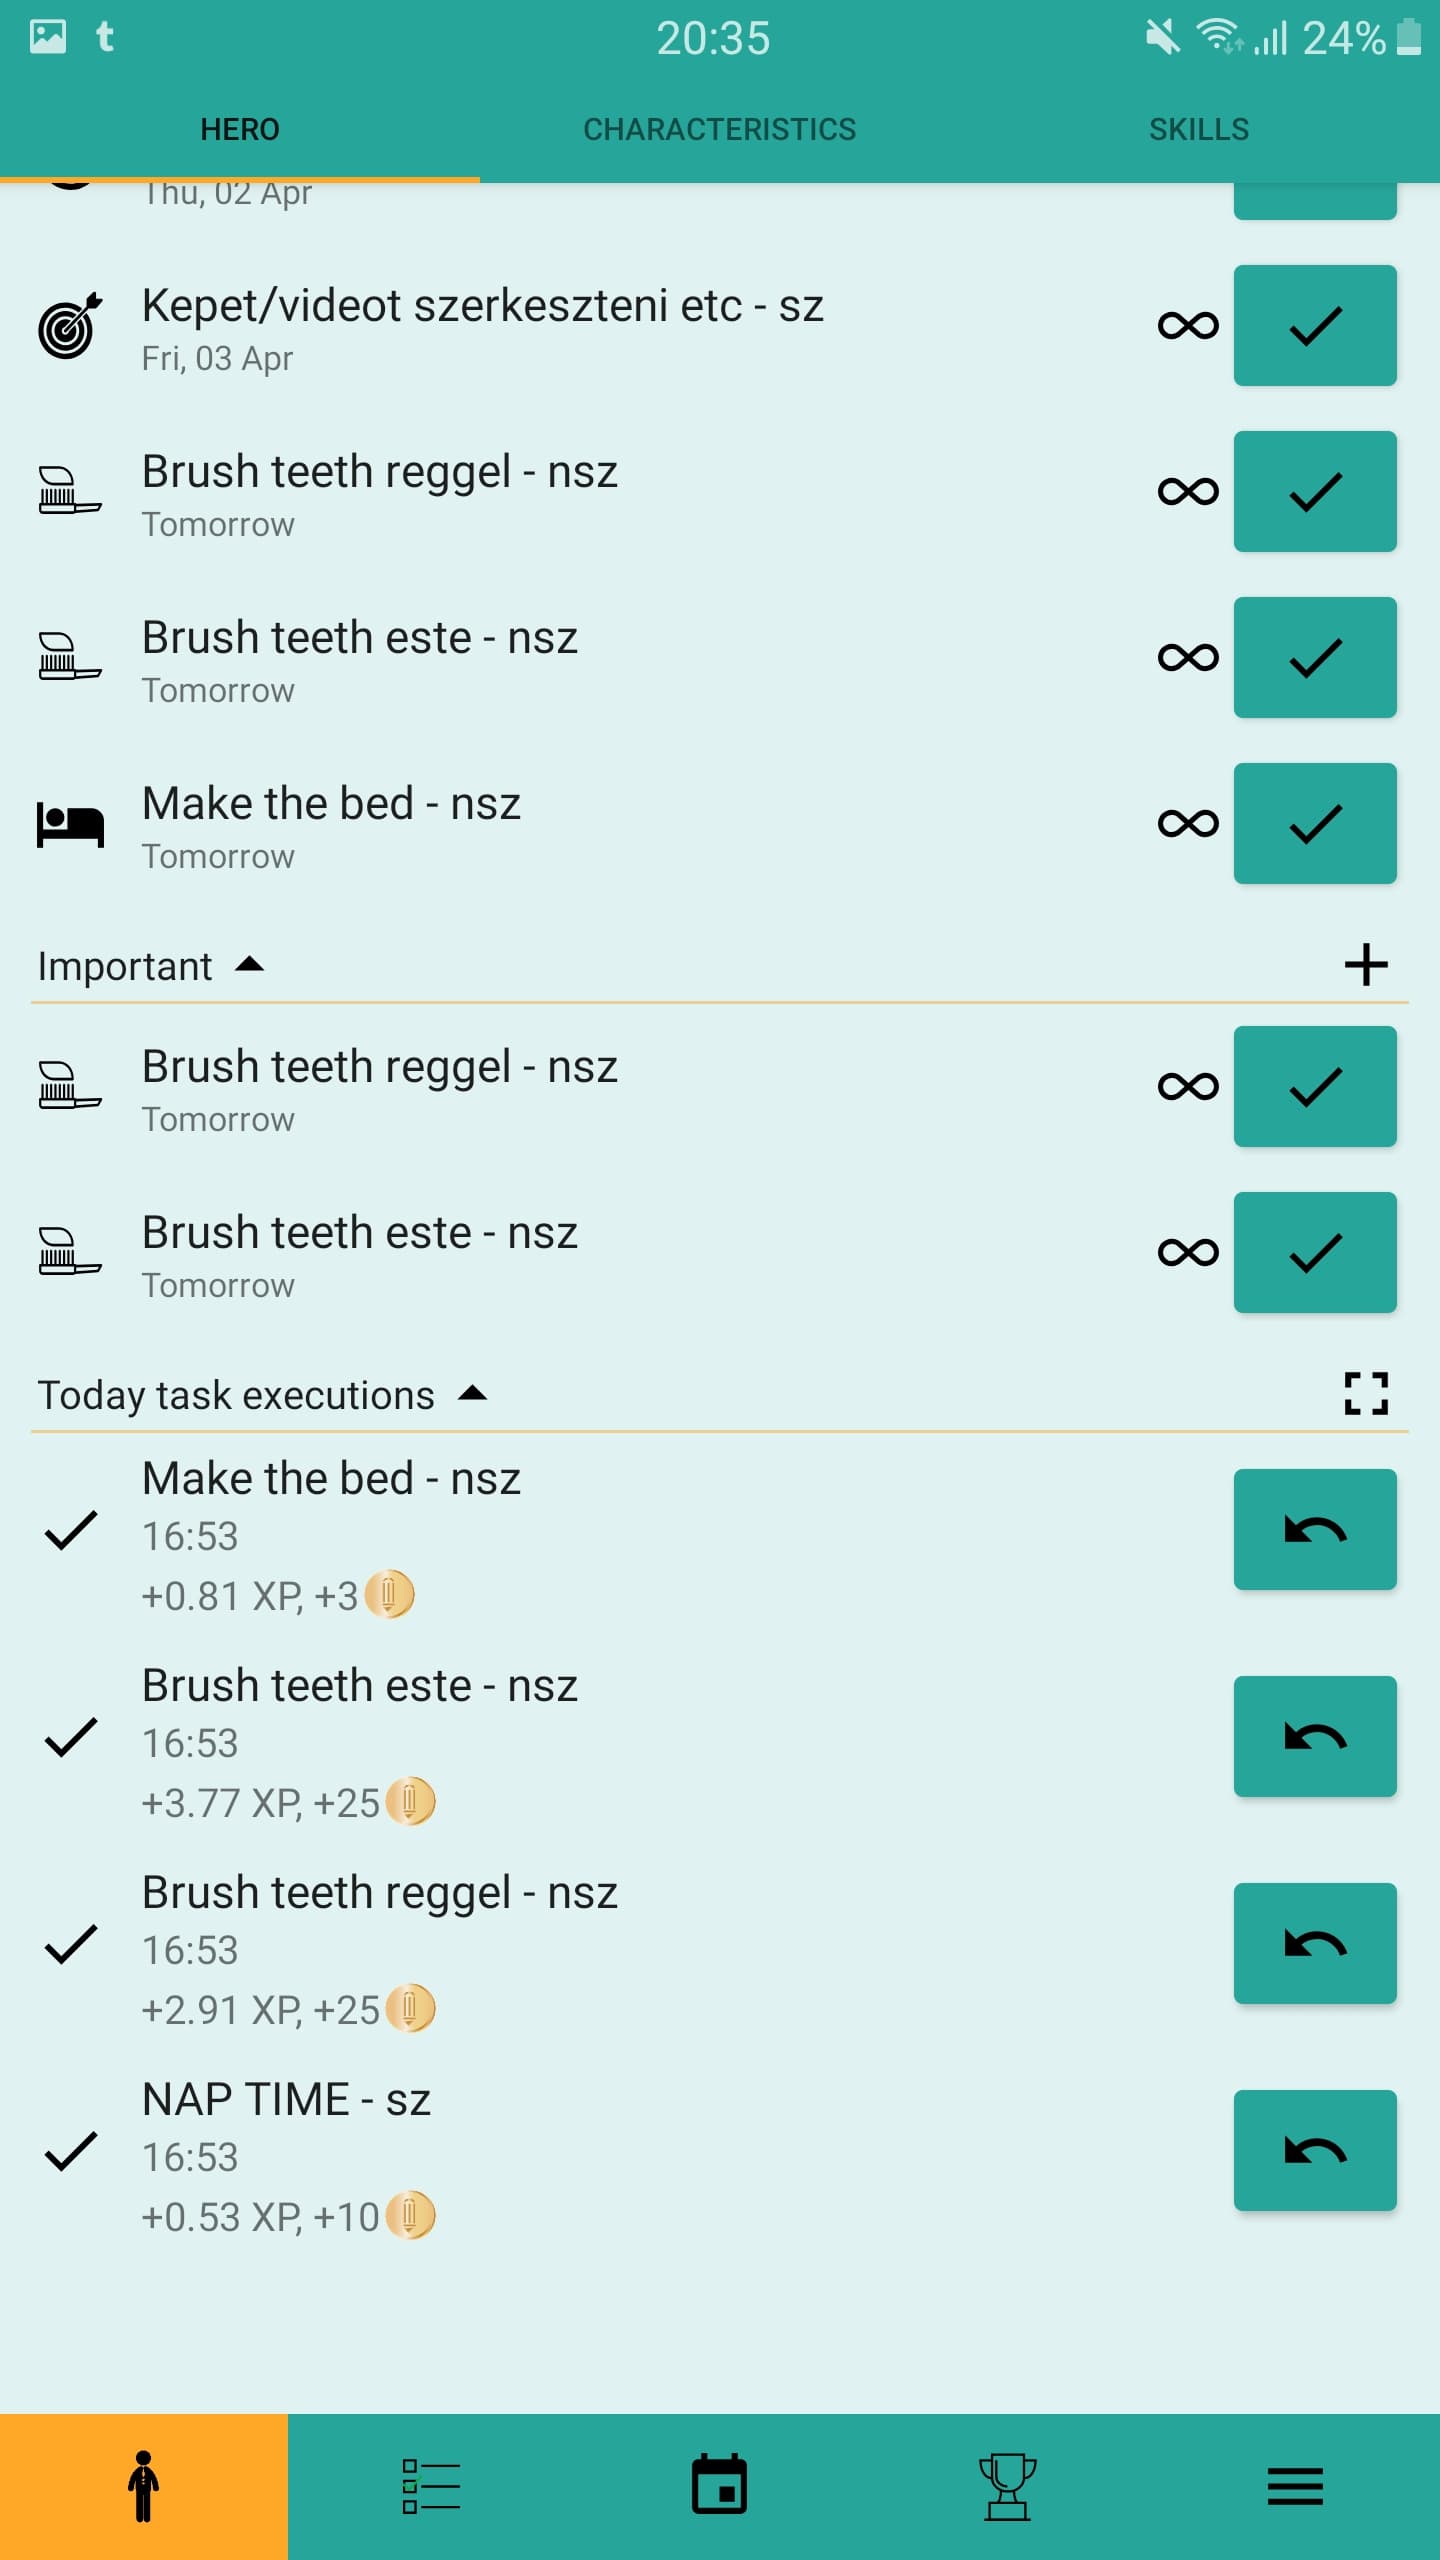 20:35
24%
HERO
CHARACTERISTICS
SKILLS
Thu, 02 Apr
Kepet/videot szerkeszteni etc - sz
Fri, 03 Apr
Brush teeth reggel - nsz
Tomorrow
Brush teeth este - nsz
Tomorrow
Make the bed - nsz
Tomorrow
Important
Brush teeth reggel - nsz
Tomorrow
Brush teeth este - nsz
Tomorrow
Today task executions
Make the bed - nsz
16:53
+0.81 XP, +3
Brush teeth este - nsz
16:53
+3.77 XP, +25
Brush teeth reggel - nsz
16:53
+2.91 XP, +25
NAP TIME - sz
16:53
+0.53 XP, +10